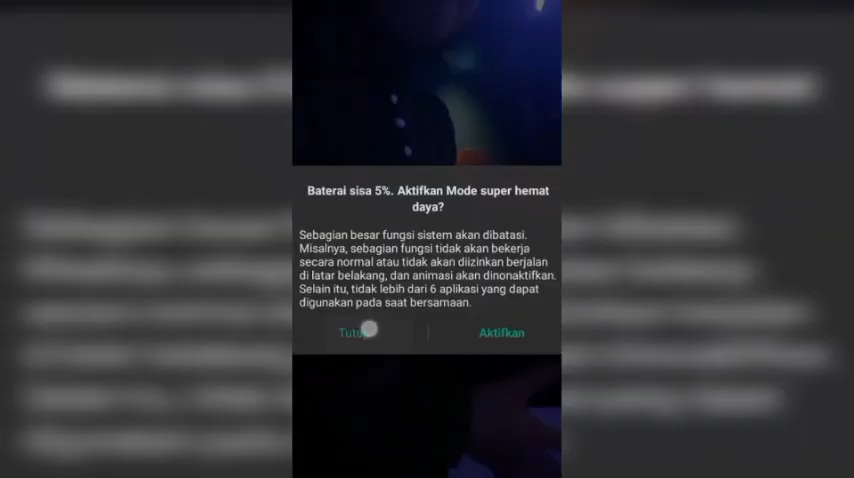 Baterai sisa 5%. Aktifkan Mode super hemat
daya?
Sebagian besar fungsi sistem akan dibatasi.
Misalnya, sebagian fungsi tidak akan bekerja
secara normal atau tidak akan diizinkan berjalan
di latar belakang, dan animasi akan dinonaktifkan.
Selain itu, tidak lebih dari 6 aplikasi yang dapat
digunakan pada saat bersamaan.
Tutup
Aktifkan